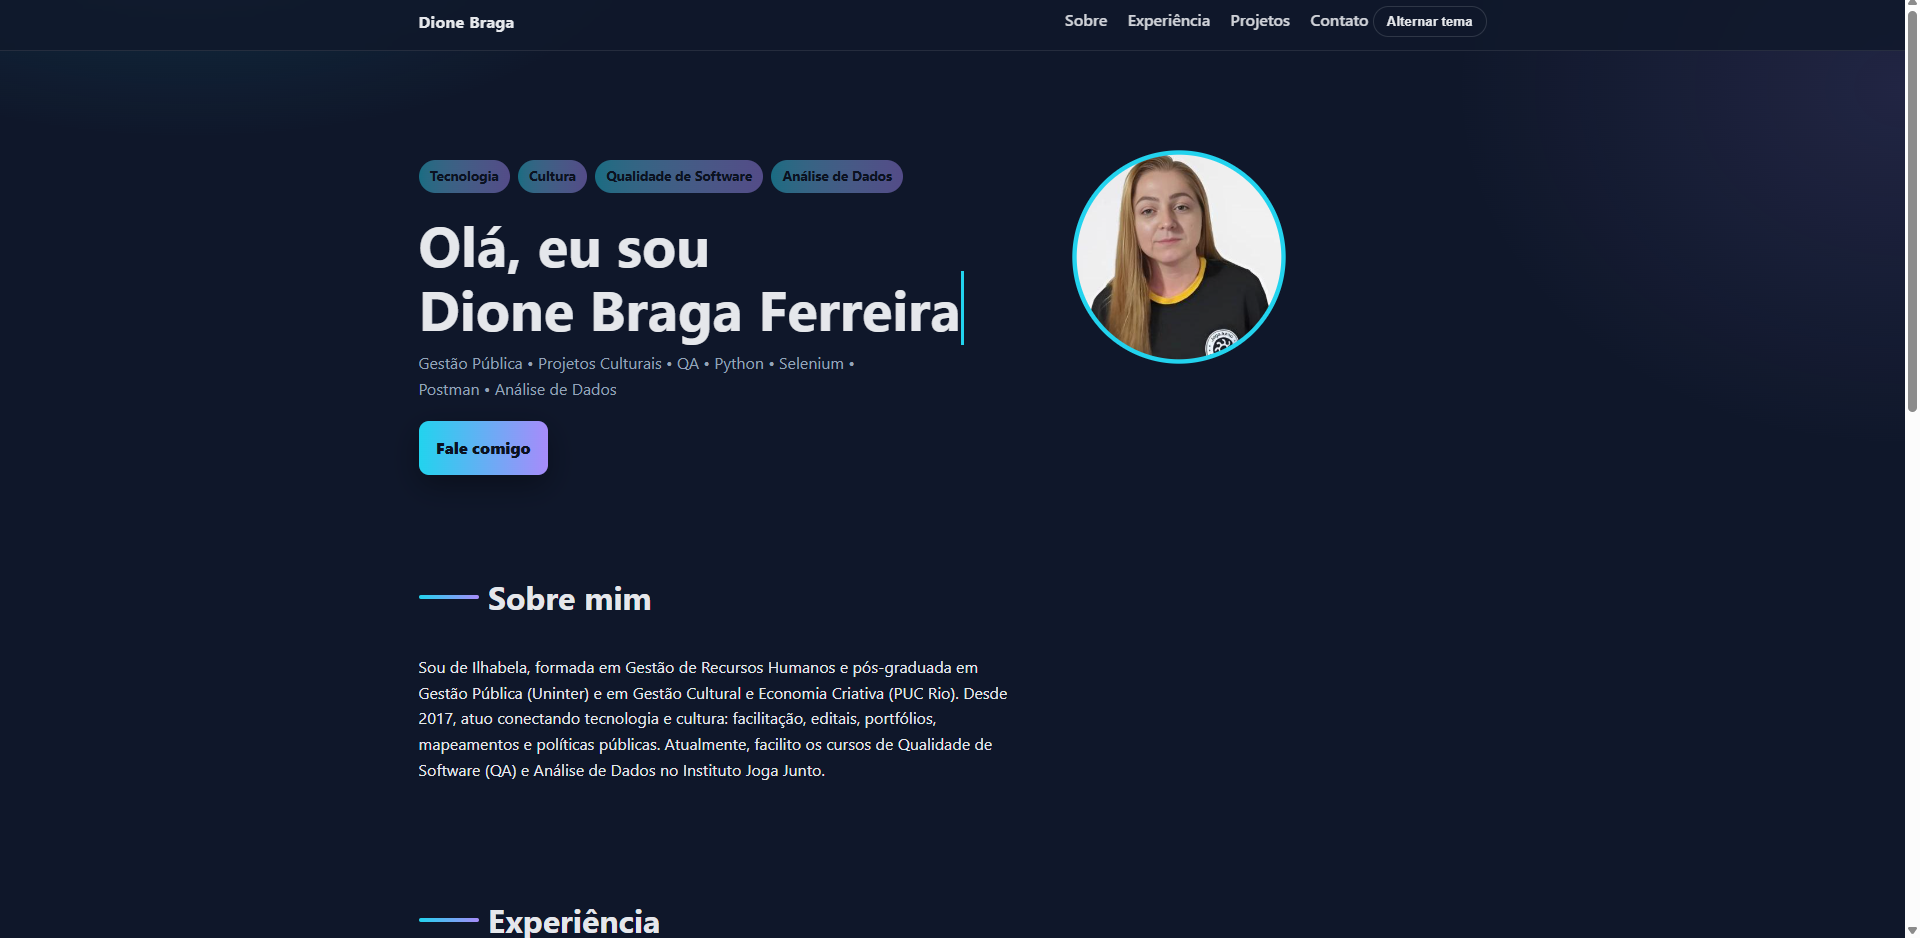 Dione Braga
Sobre Experiência Projetos Contato Alternar tema
Tecnologia Cultura Qualidade de Software Análise de Dados
Olá, eu sou
Dione Braga Ferreira
Gestão Pública • Projetos Culturais • QA • Python • Selenium •
Postman • Análise de Dados
Fale comigo
Sobre mim
Sou de Ilhabela, formada em Gestão de Recursos Humanos e pós-graduada em
Gestão Pública (Uninter) e em Gestão Cultural e Economia Criativa (PUC Rio). Desde
2017, atuo conectando tecnologia e cultura: facilitação, editais, portfólios,
mapeamentos e políticas públicas. Atualmente, facilito os cursos de Qualidade de
Software (QA) e Análise de Dados no Instituto Joga Junto.
Experiência